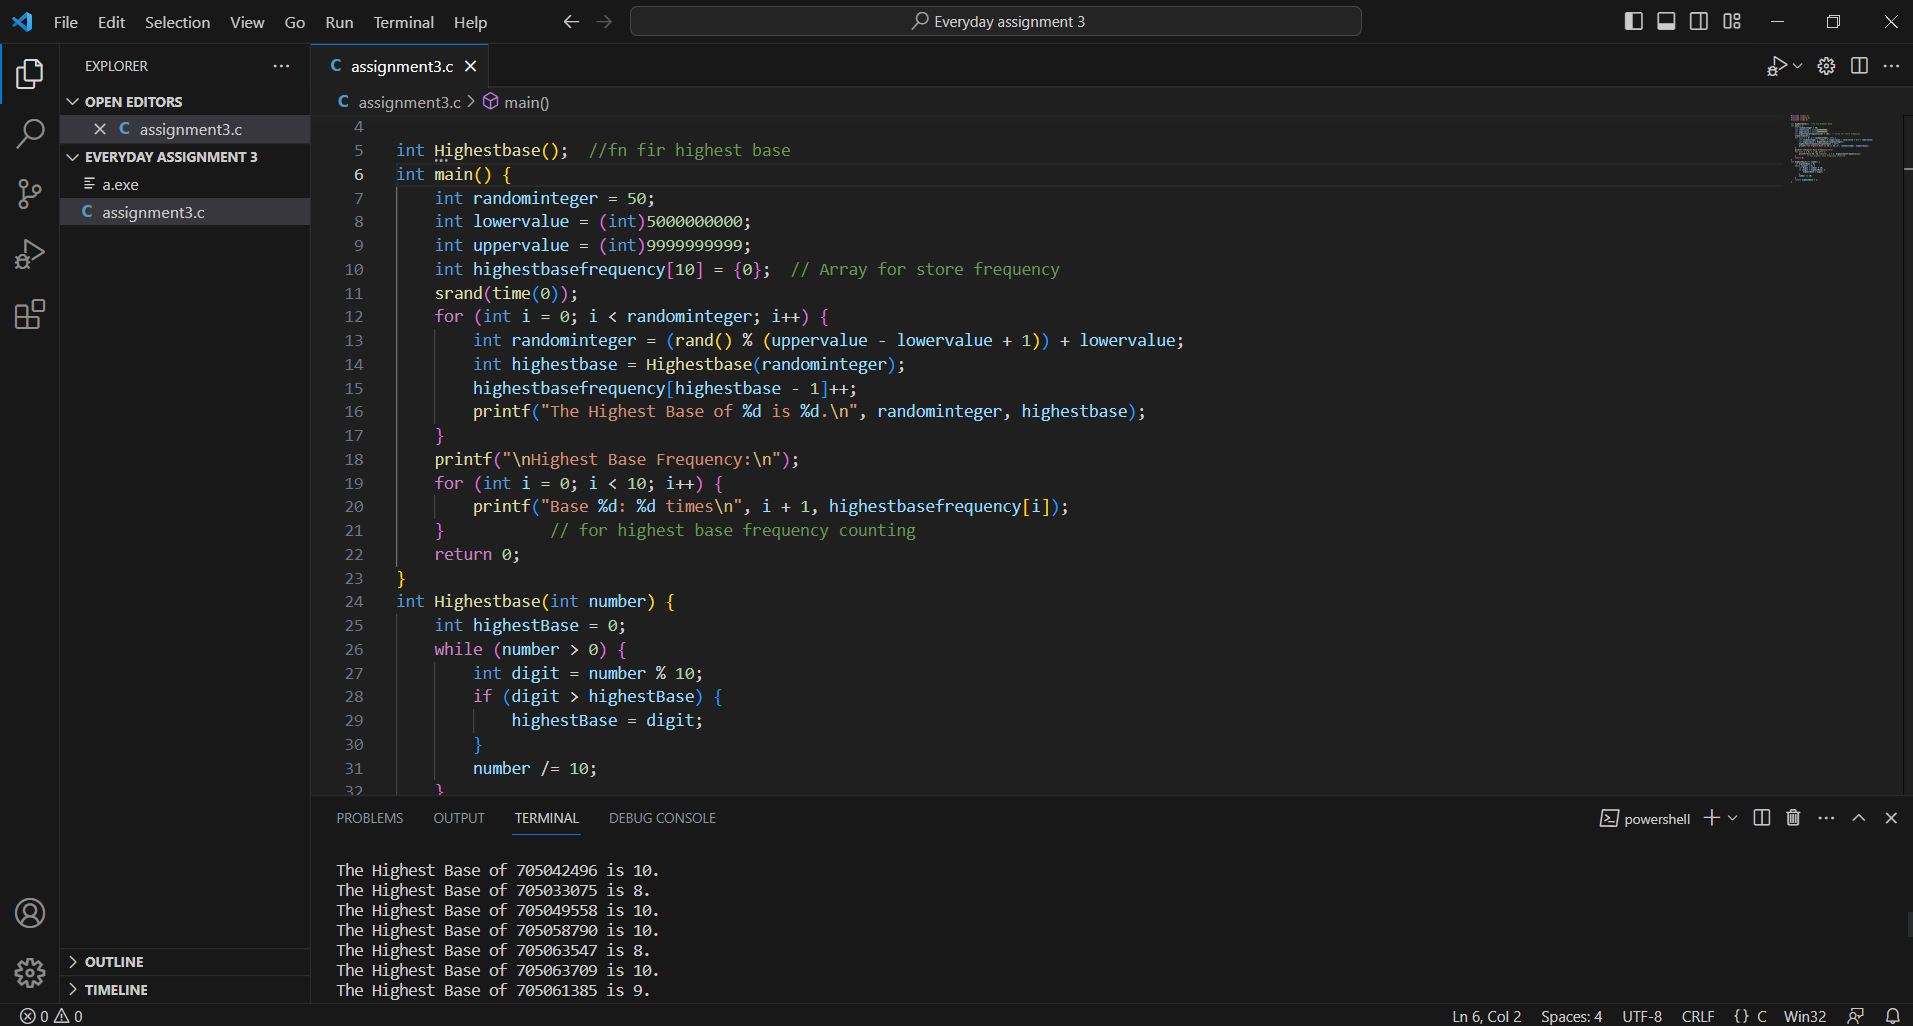 File Edit Selection View Go Run Terminal Help
Everyday assignment 3
EXPLORER
OPEN EDITORS
C assignment3.c
EVERYDAY ASSIGNMENT 3
a.exe
C assignment3.c
OUTLINE
TIMELINE
C assignment3.c
C assignment3.c > main()
4
5 int Highestbase();  //fn fir highest base
6 int main() {
7     int randominteger = 50;
8     int lowervalue = (int)5000000000;
9     int uppervalue = (int)9999999999;
10     int highestbasefrequency[10] = {0};  // Array for store frequency
11     srand(time(0));
12     for (int i = 0; i < randominteger; i++) {
13         int randominteger = (rand() % (uppervalue - lowervalue + 1)) + lowervalue;
14         int highestbase = Highestbase(randominteger);
15         highestbasefrequency[highestbase - 1]++;
16         printf("The Highest Base of %d is %d.\n", randominteger, highestbase);
17     }
18     printf("\nHighest Base Frequency:\n");
19     for (int i = 0; i < 10; i++) {
20         printf("Base %d: %d times\n", i + 1, highestbasefrequency[i]);
21     }           // for highest base frequency counting
22     return 0;
23 }
24 int Highestbase(int number) {
25     int highestBase = 0;
26     while (number > 0) {
27         int digit = number % 10;
28         if (digit > highestBase) {
29             highestBase = digit;
30         }
31         number /= 10;
32     }
PROBLEMS OUTPUT TERMINAL DEBUG CONSOLE
powershell
The Highest Base of 705042496 is 10.
The Highest Base of 705033075 is 8.
The Highest Base of 705049558 is 10.
The Highest Base of 705058790 is 10.
The Highest Base of 705063547 is 8.
The Highest Base of 705063709 is 10.
The Highest Base of 705061385 is 9.
0 0
Ln 6, Col 2 Spaces: 4 UTF-8 CRLF {} C Win32